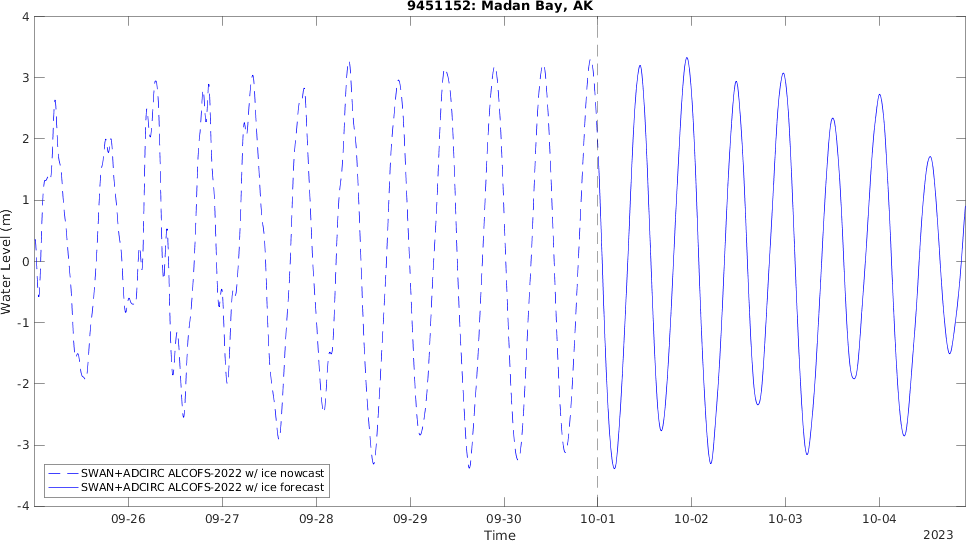 9451152: Madan Bay, AK
4
3
2
1
0
-1
-2
-3
-4
Water Level (m)
SWAN+ADCIRC ALCOFS-2022 w/ ice nowcast
SWAN+ADCIRC ALCOFS-2022 w/ ice forecast
09-26 09-27 09-28 09-29 09-30 10-01 10-02 10-03 10-04
Time
2023